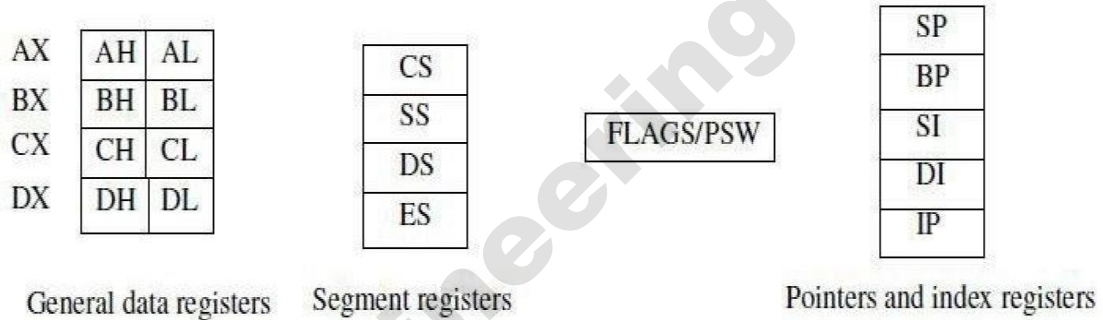 AX AH AL
BX BH BL
CX CH CL
DX DH DL
General data registers
CS
SS
DS
ES
Segment registers
FLAGS/PSW
SP
BP
SI
DI
IP
Pointers and index registers
ineering